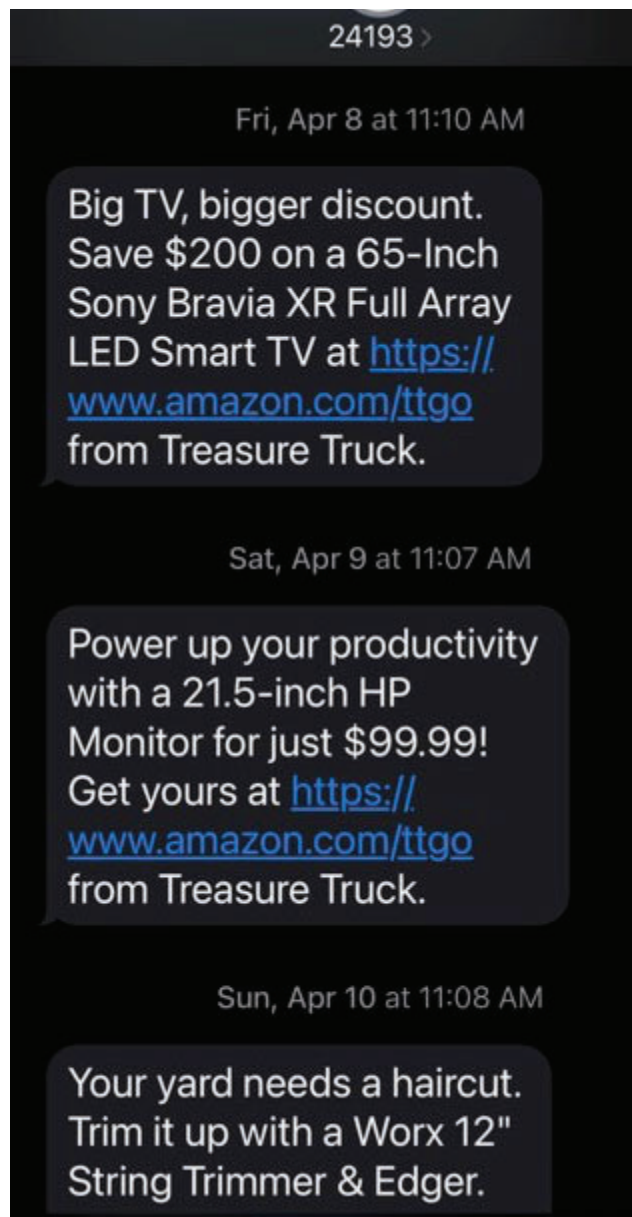 24193 >
Fri, Apr 8 at 11:10 AM
Big TV, bigger discount.
Save $200 on a 65-Inch
Sony Bravia XR Full Array
LED Smart TV at https://
www.amazon.com/ttgo
from Treasure Truck.
Sat, Apr 9 at 11:07 AM
Power up your productivity
with a 21.5-inch HP
Monitor for just $99.99!
Get yours at https://
www.amazon.com/ttgo
from Treasure Truck.
Sun, Apr 10 at 11:08 AM
Your yard needs a haircut.
Trim it up with a Worx 12"
String Trimmer & Edger.